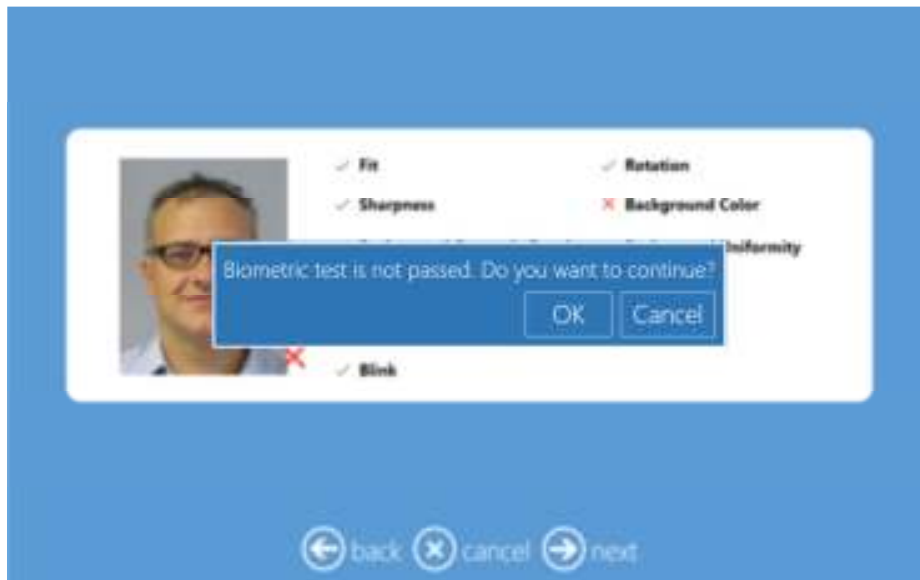 Fit
Rotation
Sharpness
Background Color
Uniformity
Biometric test is not passed. Do you want to continue?
OK Cancel
Blink
back cancel next